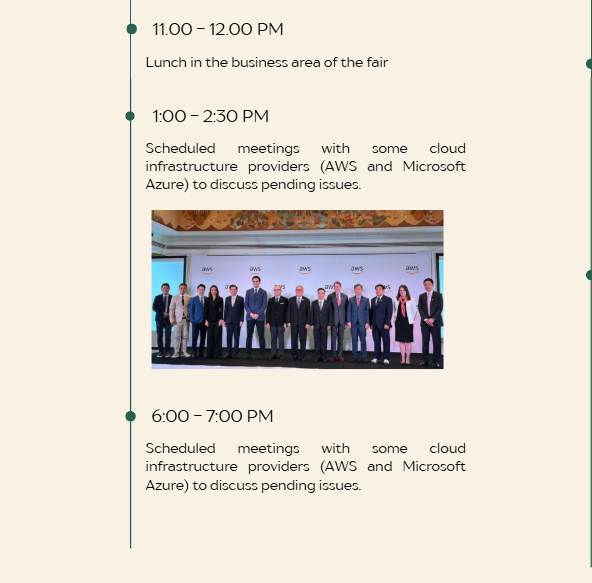 11.00 – 12.00 PM
Lunch in the business area of the fair
1:00 – 2:30 PM
Scheduled meetings with some cloud
infrastructure providers (AWS and Microsoft
Azure) to discuss pending issues.
aws aws aws aws aws
6:00 – 7:00 PM
Scheduled meetings with some cloud
infrastructure providers (AWS and Microsoft
Azure) to discuss pending issues.